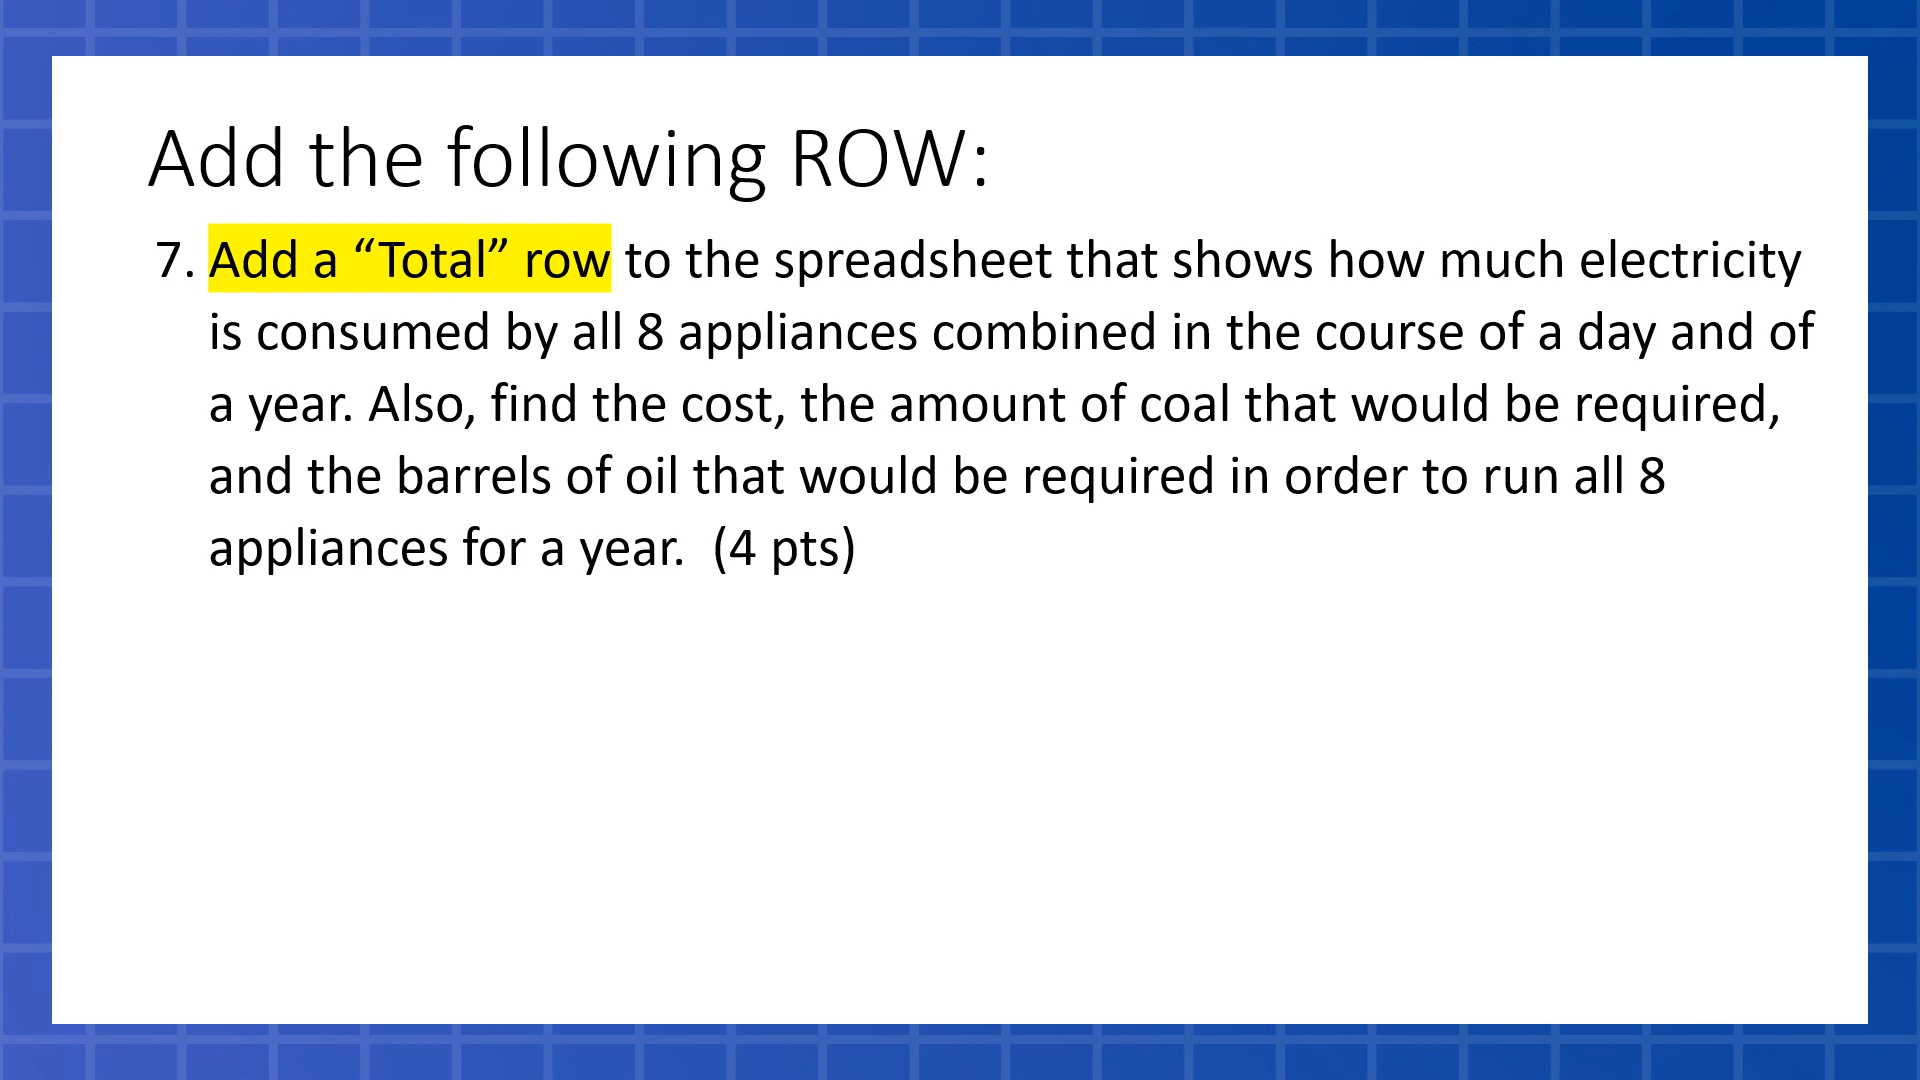 Add the following ROW:
7. Add a “Total” row to the spreadsheet that shows how much electricity
is consumed by all 8 appliances combined in the course of a day and of
a year. Also, find the cost, the amount of coal that would be required,
and the barrels of oil that would be required in order to run all 8
appliances for a year.  (4 pts)